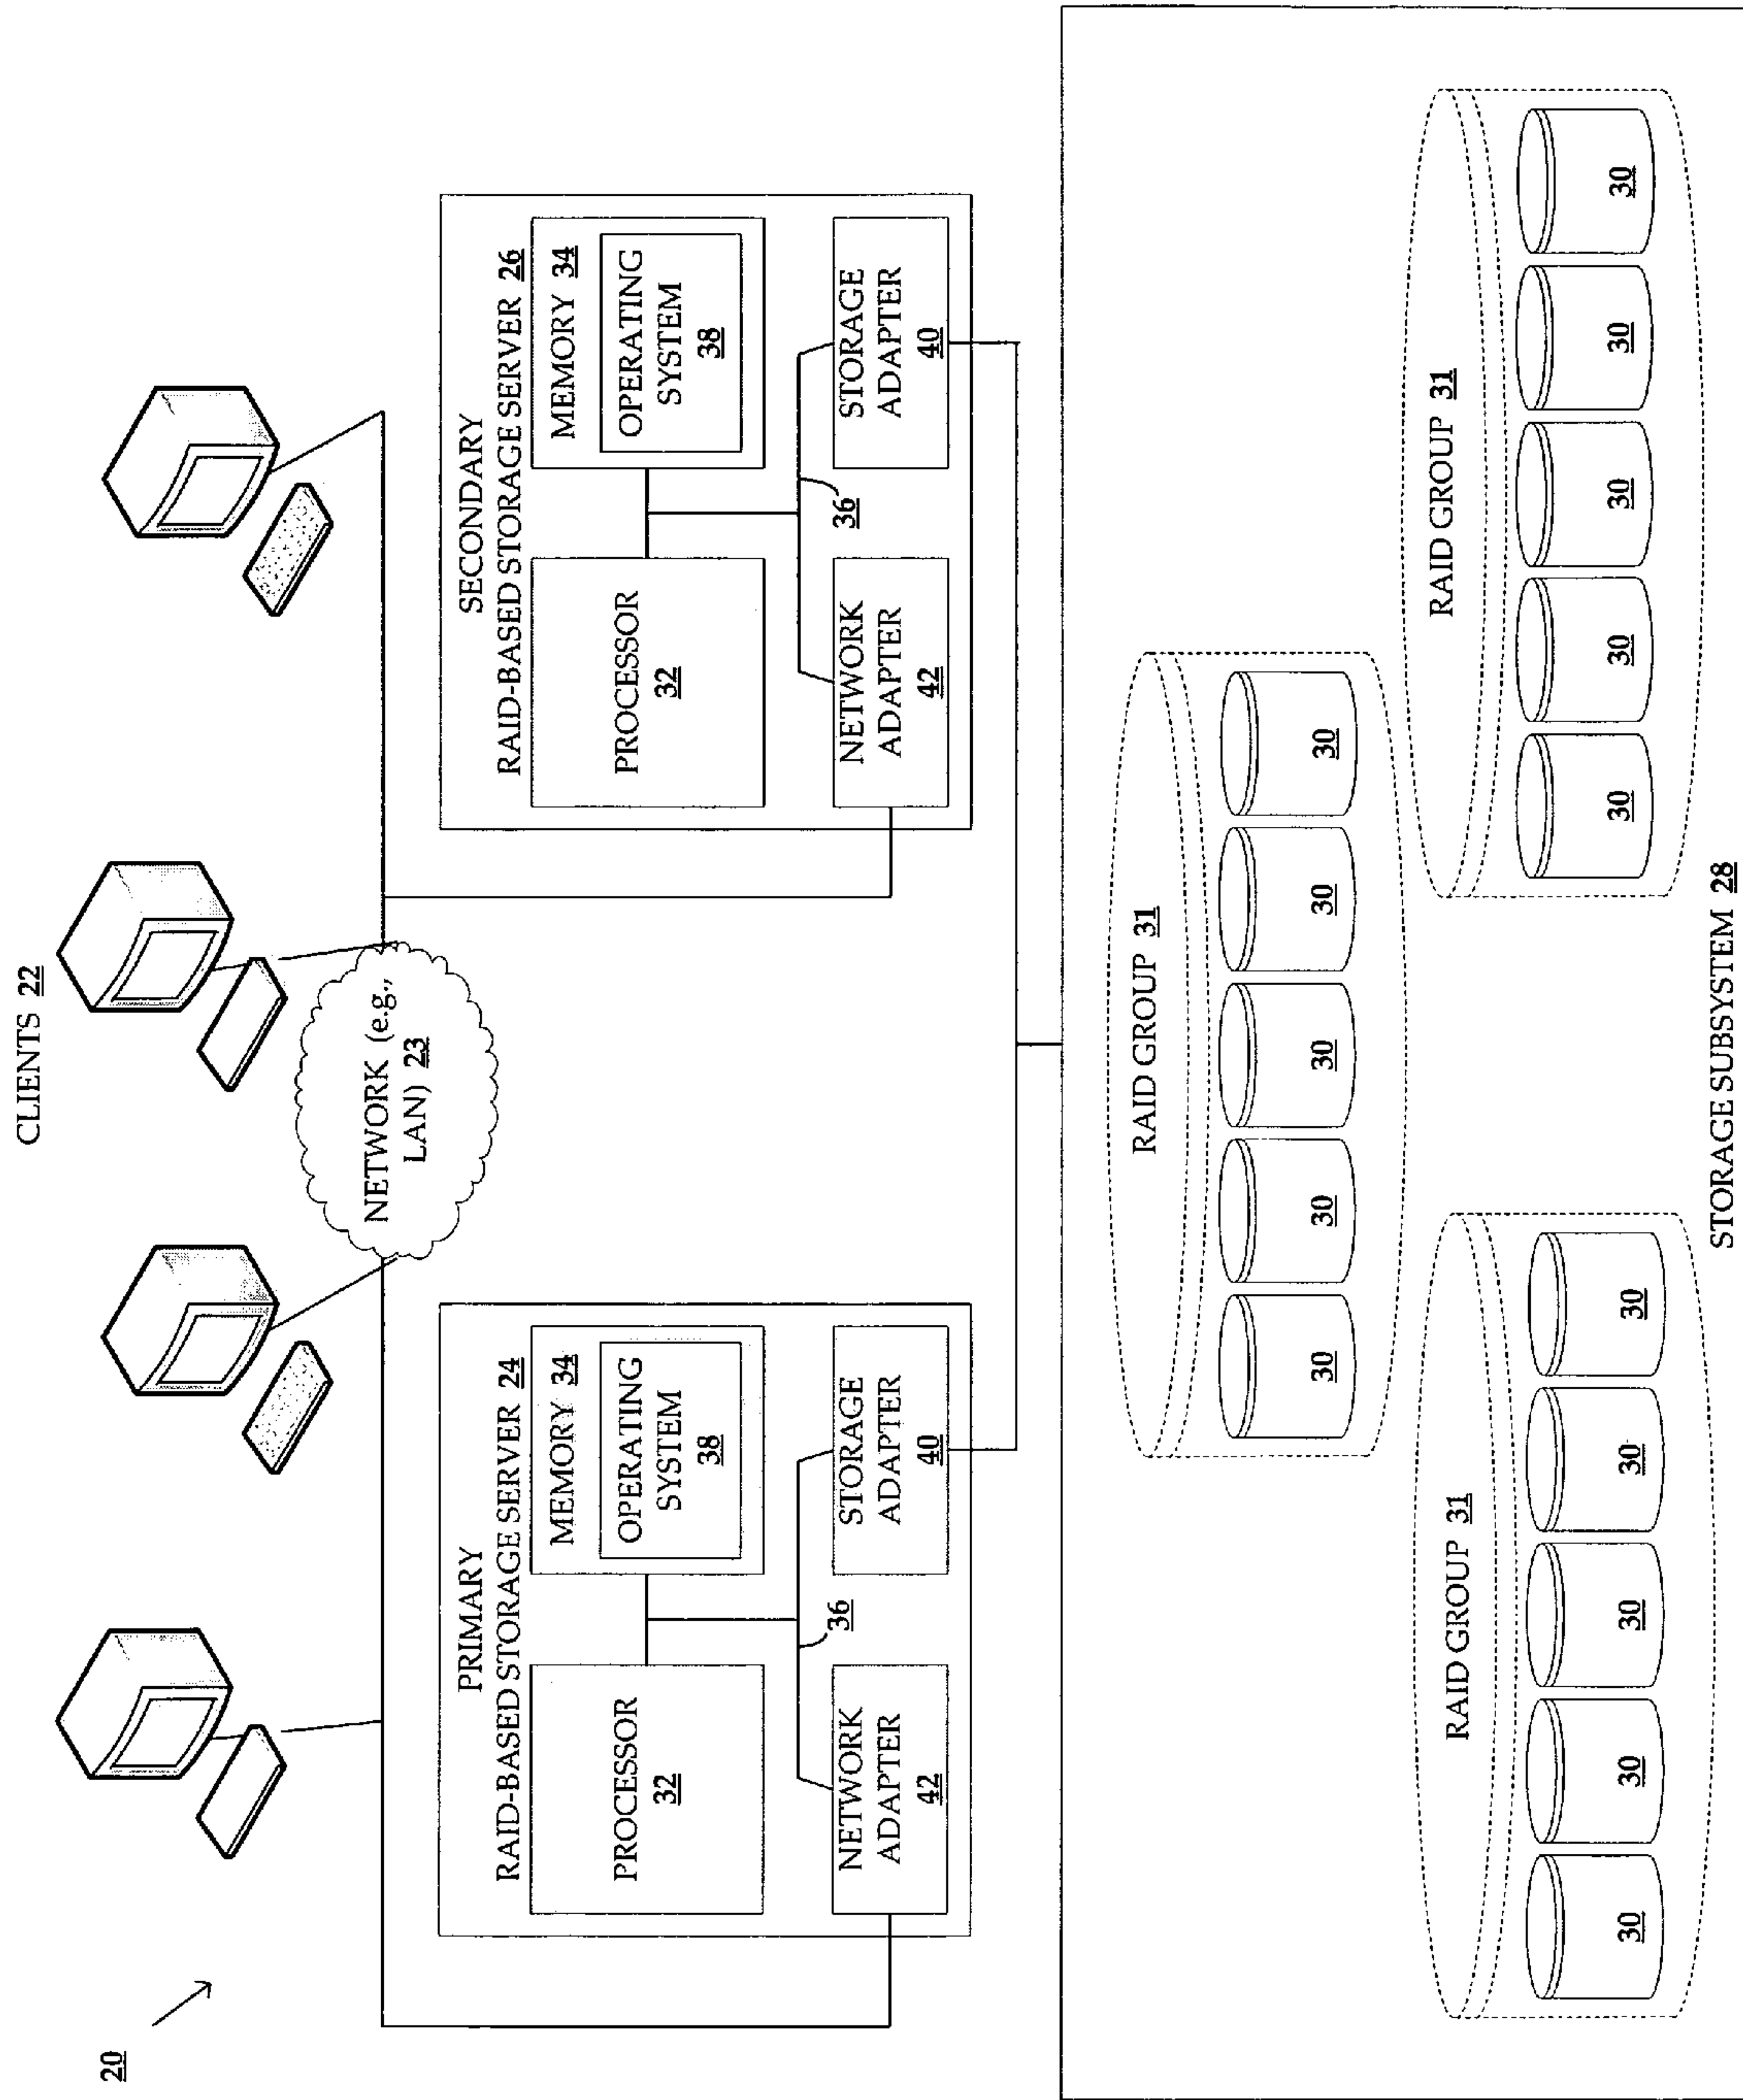 20
CLIENTS 22
NETWORK (e.g.,
LAN) 23
PRIMARY
RAID-BASED STORAGE SERVER 24
PROCESSOR
32
MEMORY 34
OPERATING
SYSTEM
38
36
NETWORK
ADAPTER
42
STORAGE
ADAPTER
40
SECONDARY
RAID-BASED STORAGE SERVER 26
PROCESSOR
32
MEMORY 34
OPERATING
SYSTEM
38
36
NETWORK
ADAPTER
42
STORAGE
ADAPTER
40
RAID GROUP 31
30 30 30 30 30
RAID GROUP 31
30 30 30 30 30
RAID GROUP 31
30 30 30 30 30
STORAGE SUBSYSTEM 28